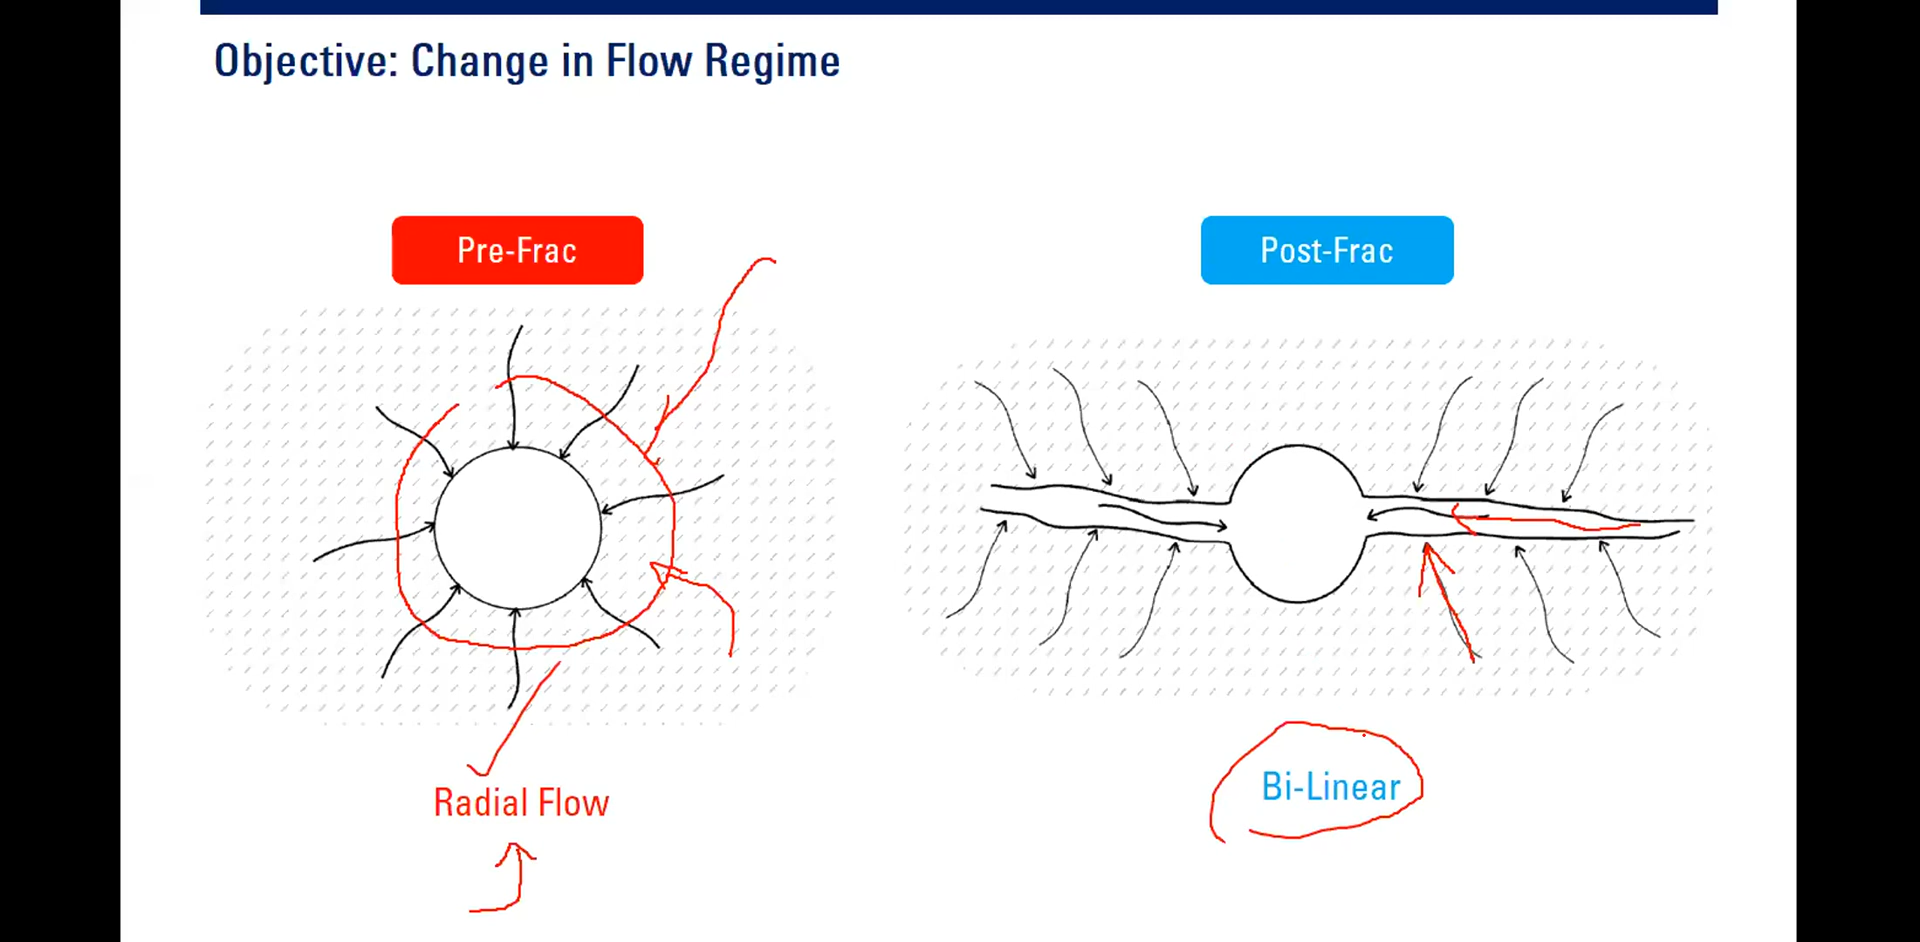 Objective: Change in Flow Regime
Pre-Frac
Post-Frac
Radial Flow
Bi-Linear